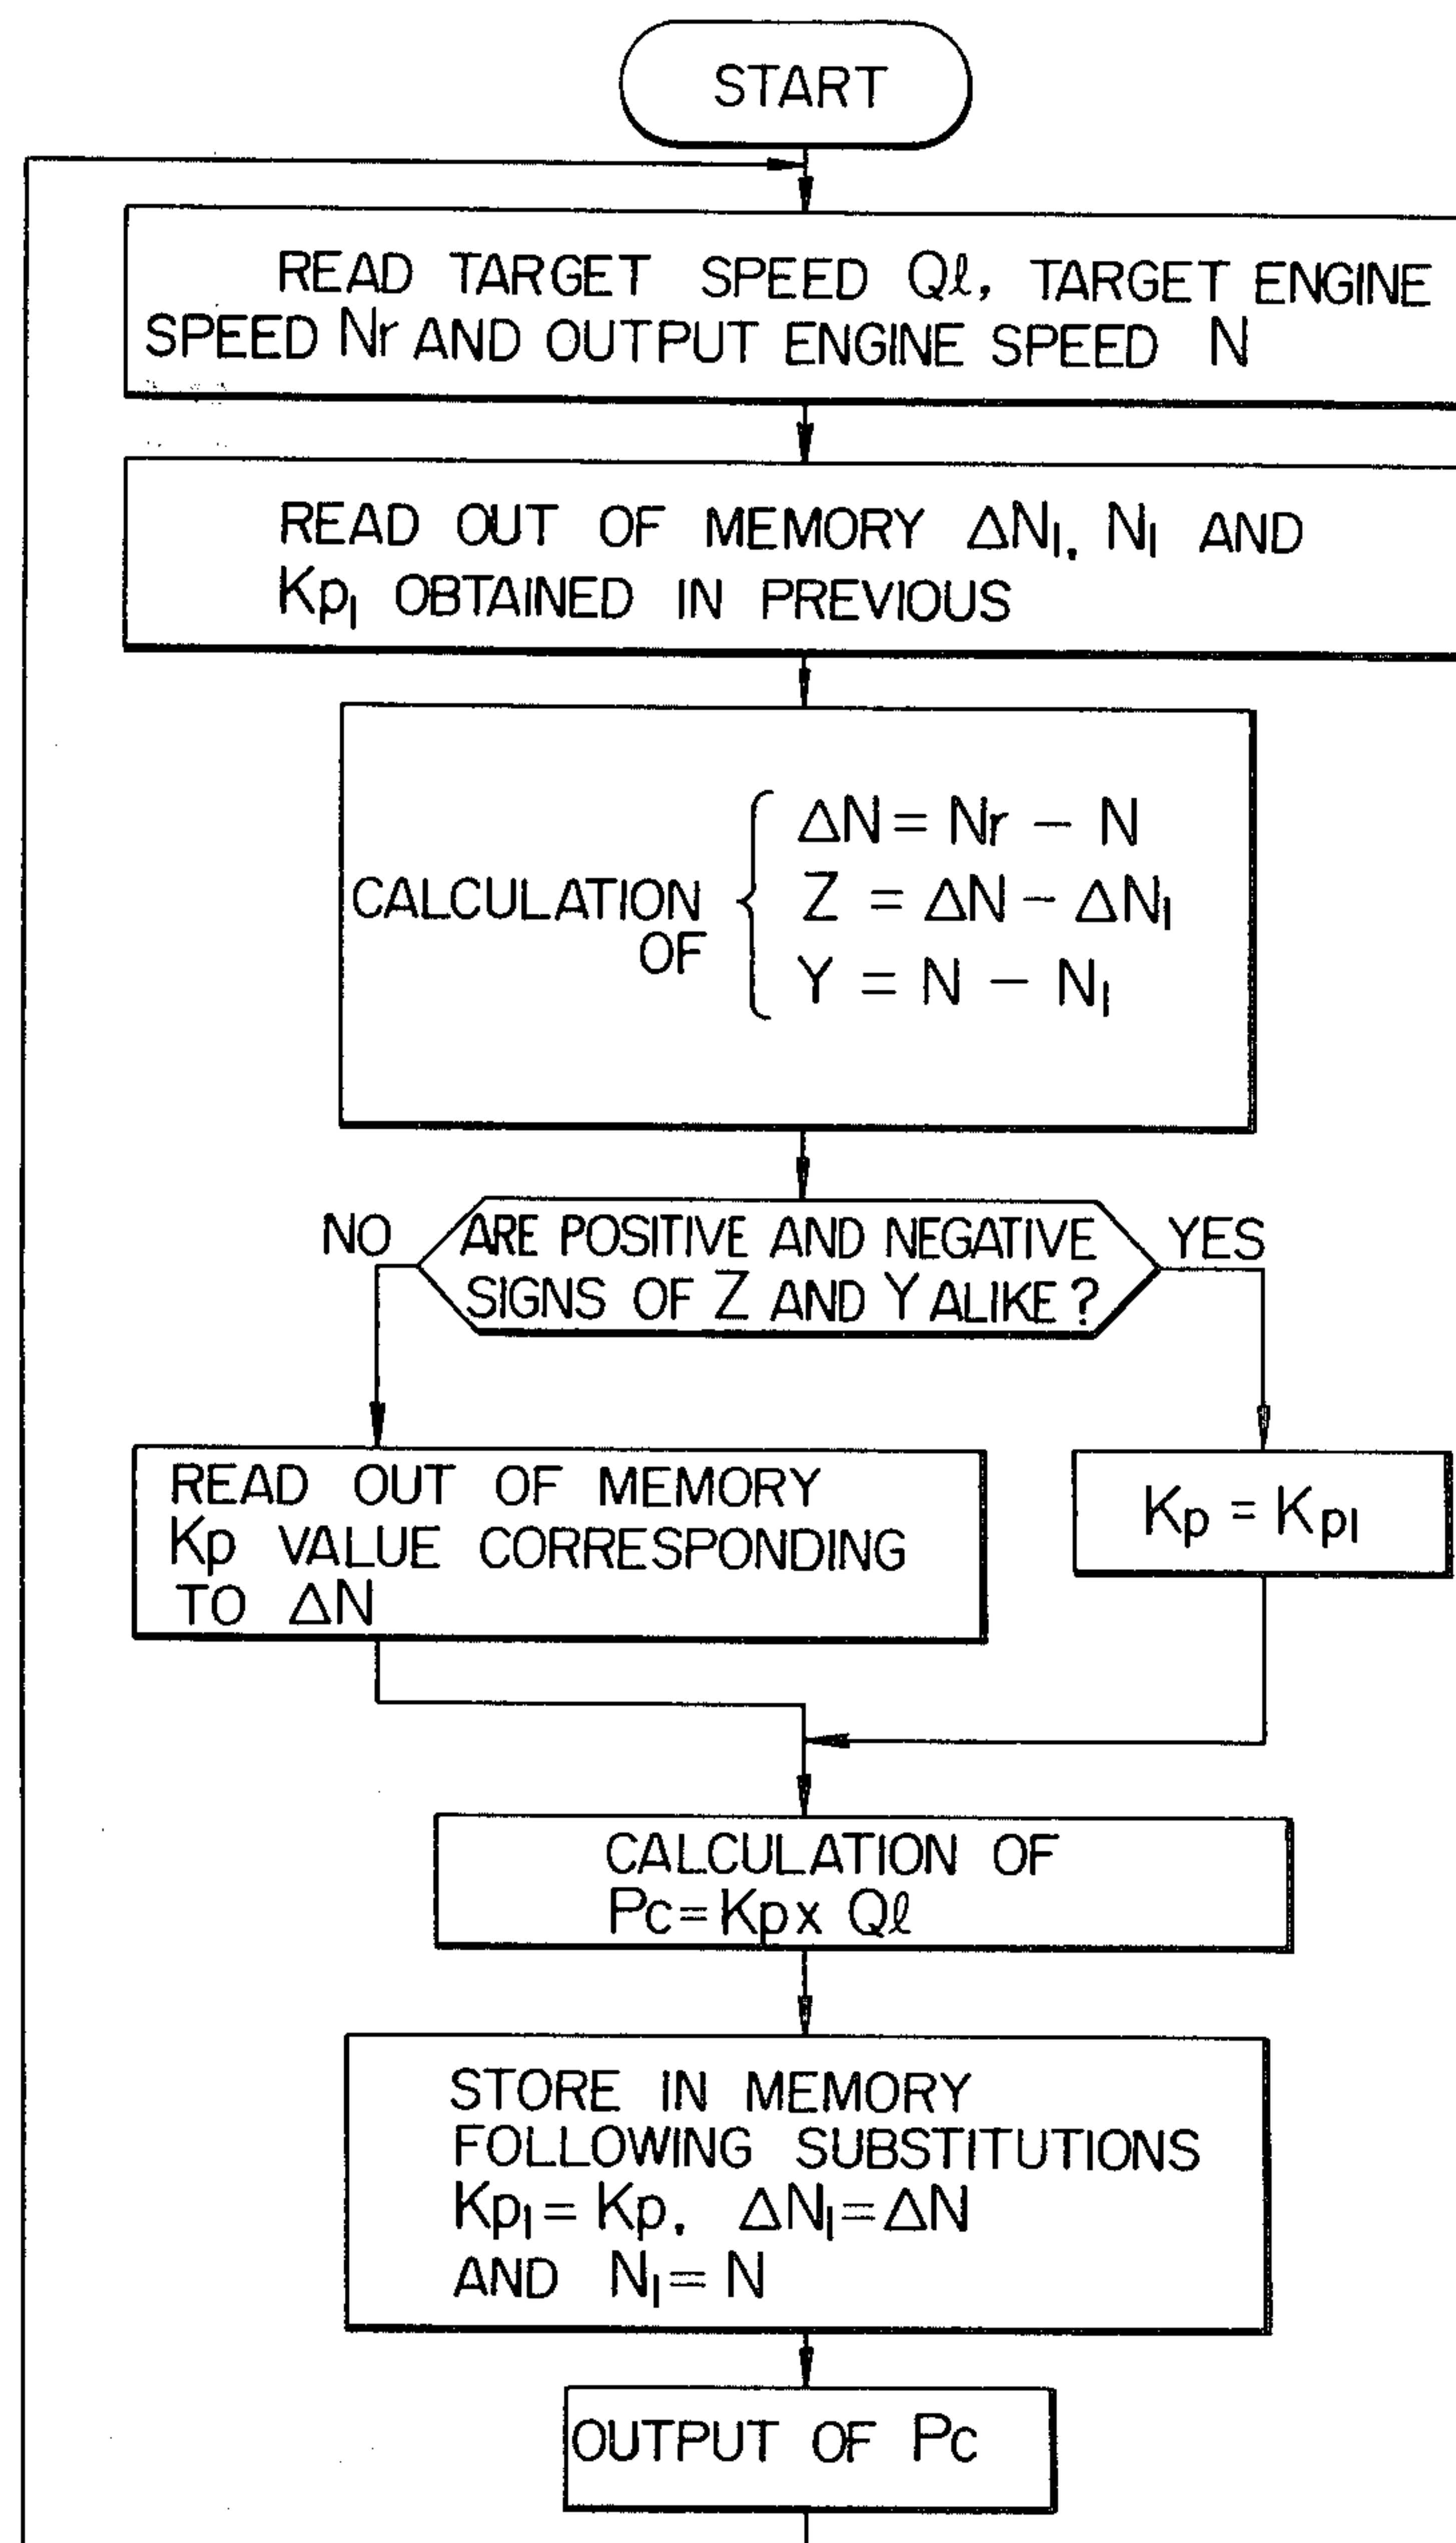 START
READ TARGET SPEED Qℓ, TARGET ENGINE
SPEED Nr AND OUTPUT ENGINE SPEED N
READ OUT OF MEMORY ΔN₁, N₁ AND
Kp₁ OBTAINED IN PREVIOUS
CALCULATION
OF
ΔN = Nr − N
Z = ΔN − ΔN₁
Y = N − N₁
NO
ARE POSITIVE AND NEGATIVE
SIGNS OF Z AND Y ALIKE?
YES
READ OUT OF MEMORY
Kp VALUE CORRESPONDING
TO ΔN
Kp = Kp₁
CALCULATION OF
Pc = Kp x Qℓ
STORE IN MEMORY
FOLLOWING SUBSTITUTIONS
Kp₁ = Kp, ΔN₁ = ΔN
AND N₁ = N
OUTPUT OF Pc